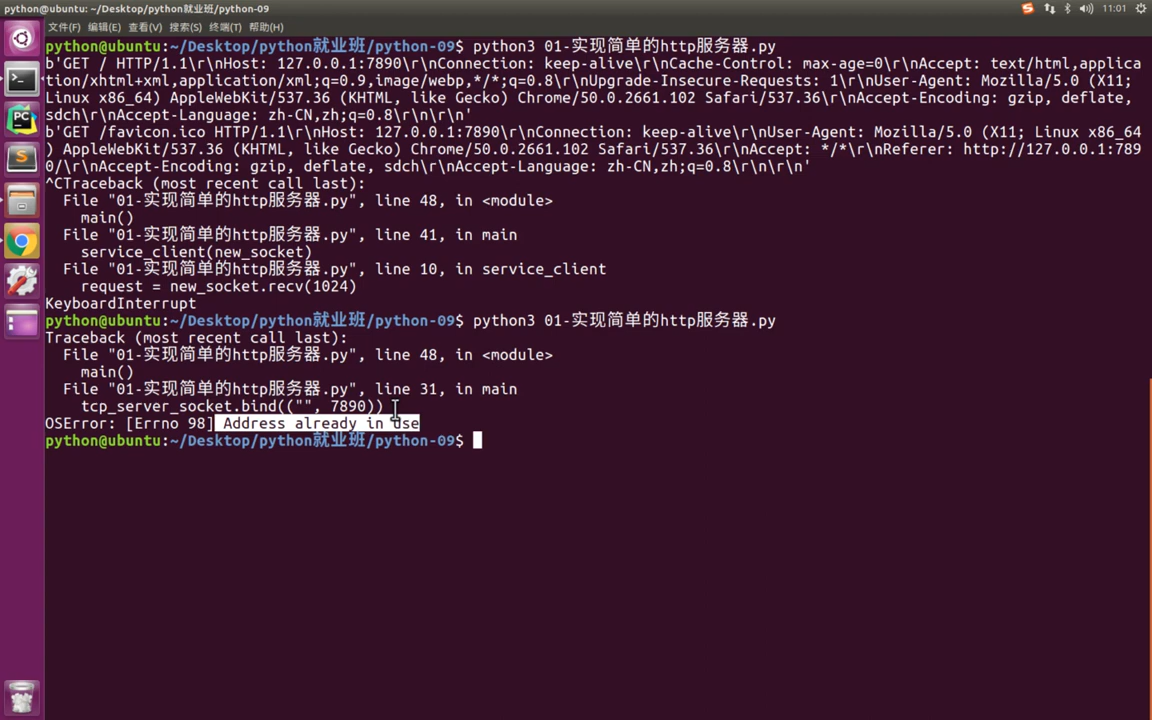 python@ubuntu: ~/Desktop/python就业班/python-09
11:01
文件(F) 编辑(E) 查看(V) 搜索(S) 终端(T) 帮助(H)
python@ubuntu:~/Desktop/python就业班/python-09$ python3 01-实现简单的http服务器.py
b'GET / HTTP/1.1\r\nHost: 127.0.0.1:7890\r\nConnection: keep-alive\r\nCache-Control: max-age=0\r\nAccept: text/html,applica
tion/xhtml+xml,application/xml;q=0.9,image/webp,*/*;q=0.8\r\nUpgrade-Insecure-Requests: 1\r\nUser-Agent: Mozilla/5.0 (X11;
Linux x86_64) AppleWebKit/537.36 (KHTML, like Gecko) Chrome/50.0.2661.102 Safari/537.36\r\nAccept-Encoding: gzip, deflate,
sdch\r\nAccept-Language: zh-CN,zh;q=0.8\r\n\r\n'
b'GET /favicon.ico HTTP/1.1\r\nHost: 127.0.0.1:7890\r\nConnection: keep-alive\r\nUser-Agent: Mozilla/5.0 (X11; Linux x86_64
) AppleWebKit/537.36 (KHTML, like Gecko) Chrome/50.0.2661.102 Safari/537.36\r\nAccept: */*\r\nReferer: http://127.0.0.1:789
0/\r\nAccept-Encoding: gzip, deflate, sdch\r\nAccept-Language: zh-CN,zh;q=0.8\r\n\r\n'
^CTraceback (most recent call last):
File "01-实现简单的http服务器.py", line 48, in <module>
main()
File "01-实现简单的http服务器.py", line 41, in main
service_client(new_socket)
File "01-实现简单的http服务器.py", line 10, in service_client
request = new_socket.recv(1024)
KeyboardInterrupt
python@ubuntu:~/Desktop/python就业班/python-09$ python3 01-实现简单的http服务器.py
Traceback (most recent call last):
File "01-实现简单的http服务器.py", line 48, in <module>
main()
File "01-实现简单的http服务器.py", line 31, in main
tcp_server_socket.bind(("", 7890))
OSError: [Errno 98] Address already in use
python@ubuntu:~/Desktop/python就业班/python-09$